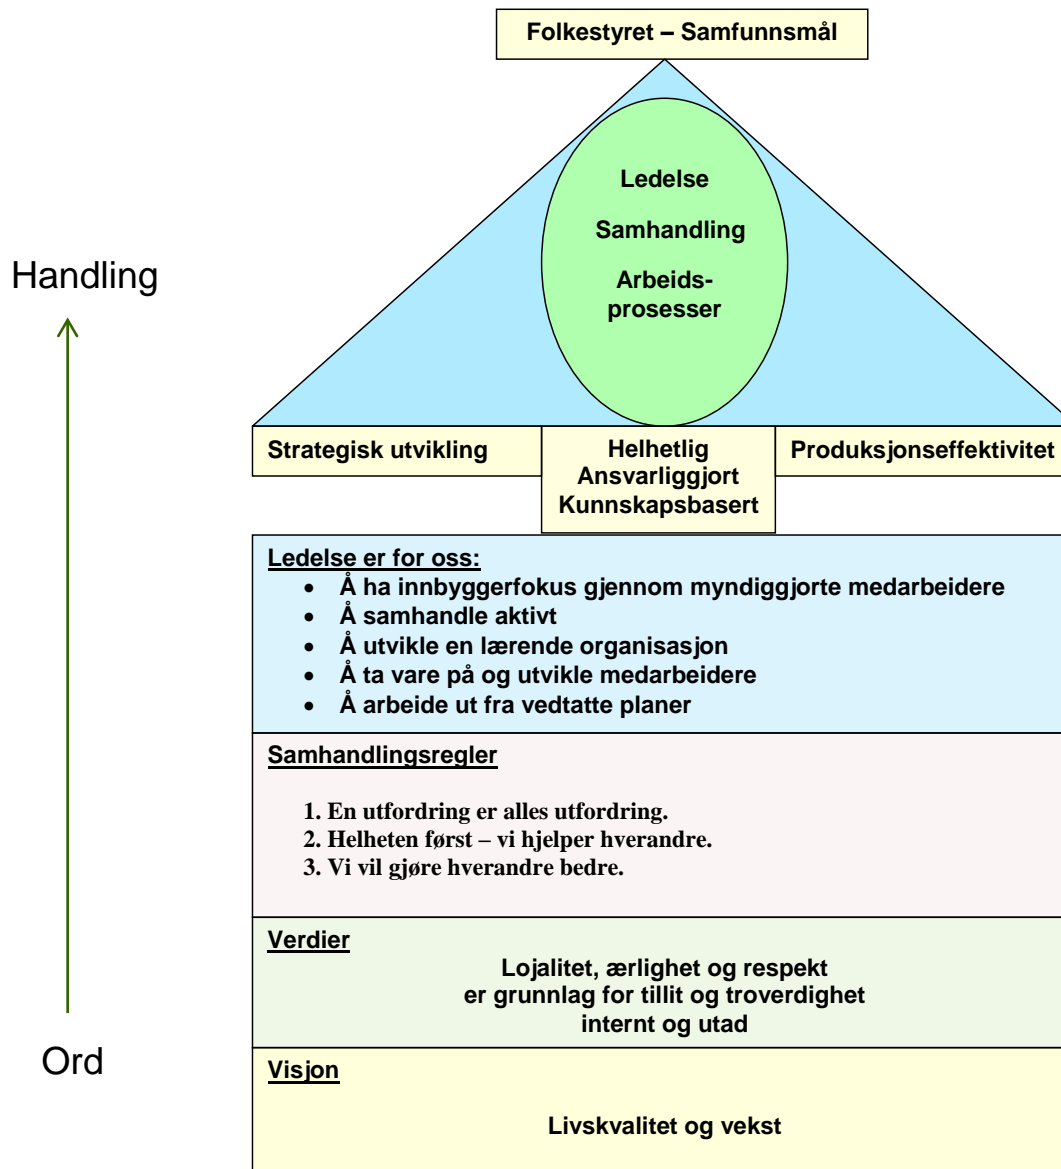 Folkestyret – Samfunnsmål
Ledelse
Samhandling
Arbeids-
prosesser
Handling
Strategisk utvikling
Helhetlig
Ansvarliggjort
Kunnskapsbasert
Produksjonseffektivitet
Ledelse er for oss:
• Å ha innbyggerfokus gjennom myndiggjorte medarbeidere
• Å samhandle aktivt
• Å utvikle en lærende organisasjon
• Å ta vare på og utvikle medarbeidere
• Å arbeide ut fra vedtatte planer
Samhandlingsregler
1. En utfordring er alles utfordring.
2. Helheten først – vi hjelper hverandre.
3. Vi vil gjøre hverandre bedre.
Verdier
Lojalitet, ærlighet og respekt
er grunnlag for tillit og troverdighet
internt og utad
Ord
Visjon
Livskvalitet og vekst